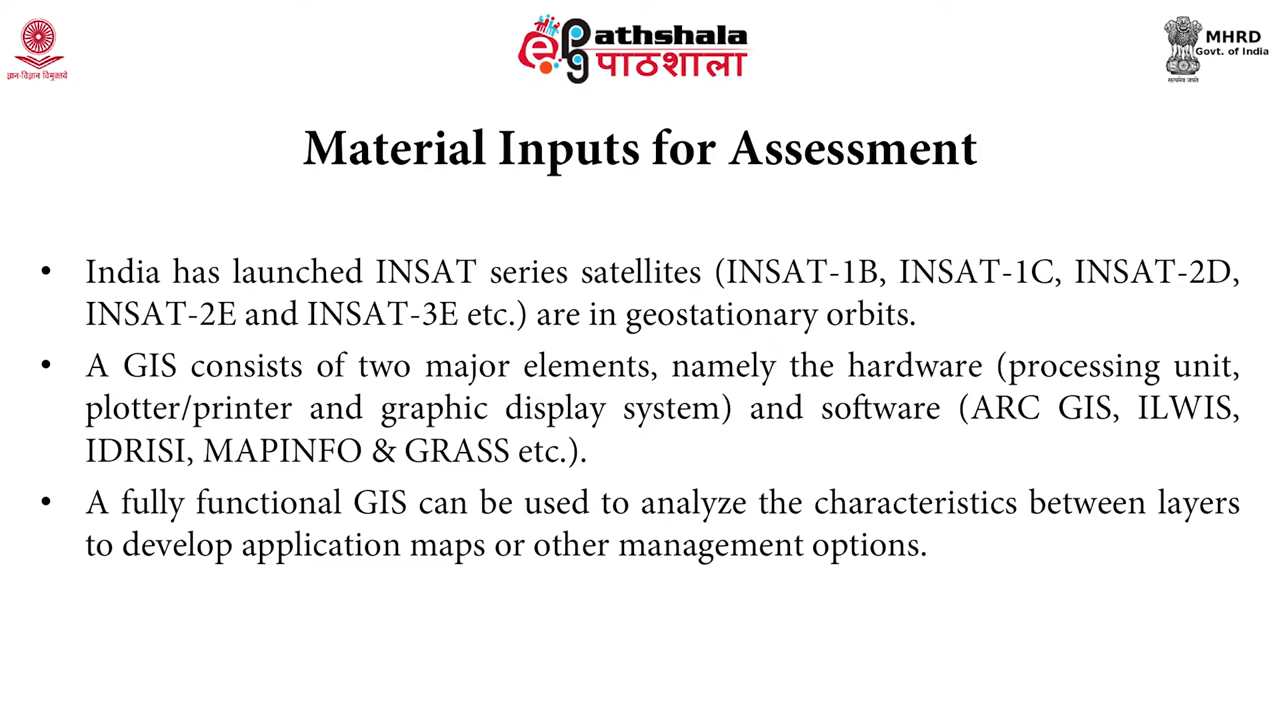 ज्ञान-विज्ञान विमुक्तये
ePathshala
पाठशाला
MHRD
Govt. of India
सत्यमेव जयते
Material Inputs for Assessment
• India has launched INSAT series satellites (INSAT-1B, INSAT-1C, INSAT-2D,
INSAT-2E and INSAT-3E etc.) are in geostationary orbits.
• A GIS consists of two major elements, namely the hardware (processing unit,
plotter/printer and graphic display system) and software (ARC GIS, ILWIS,
IDRISI, MAPINFO & GRASS etc.).
• A fully functional GIS can be used to analyze the characteristics between layers
to develop application maps or other management options.